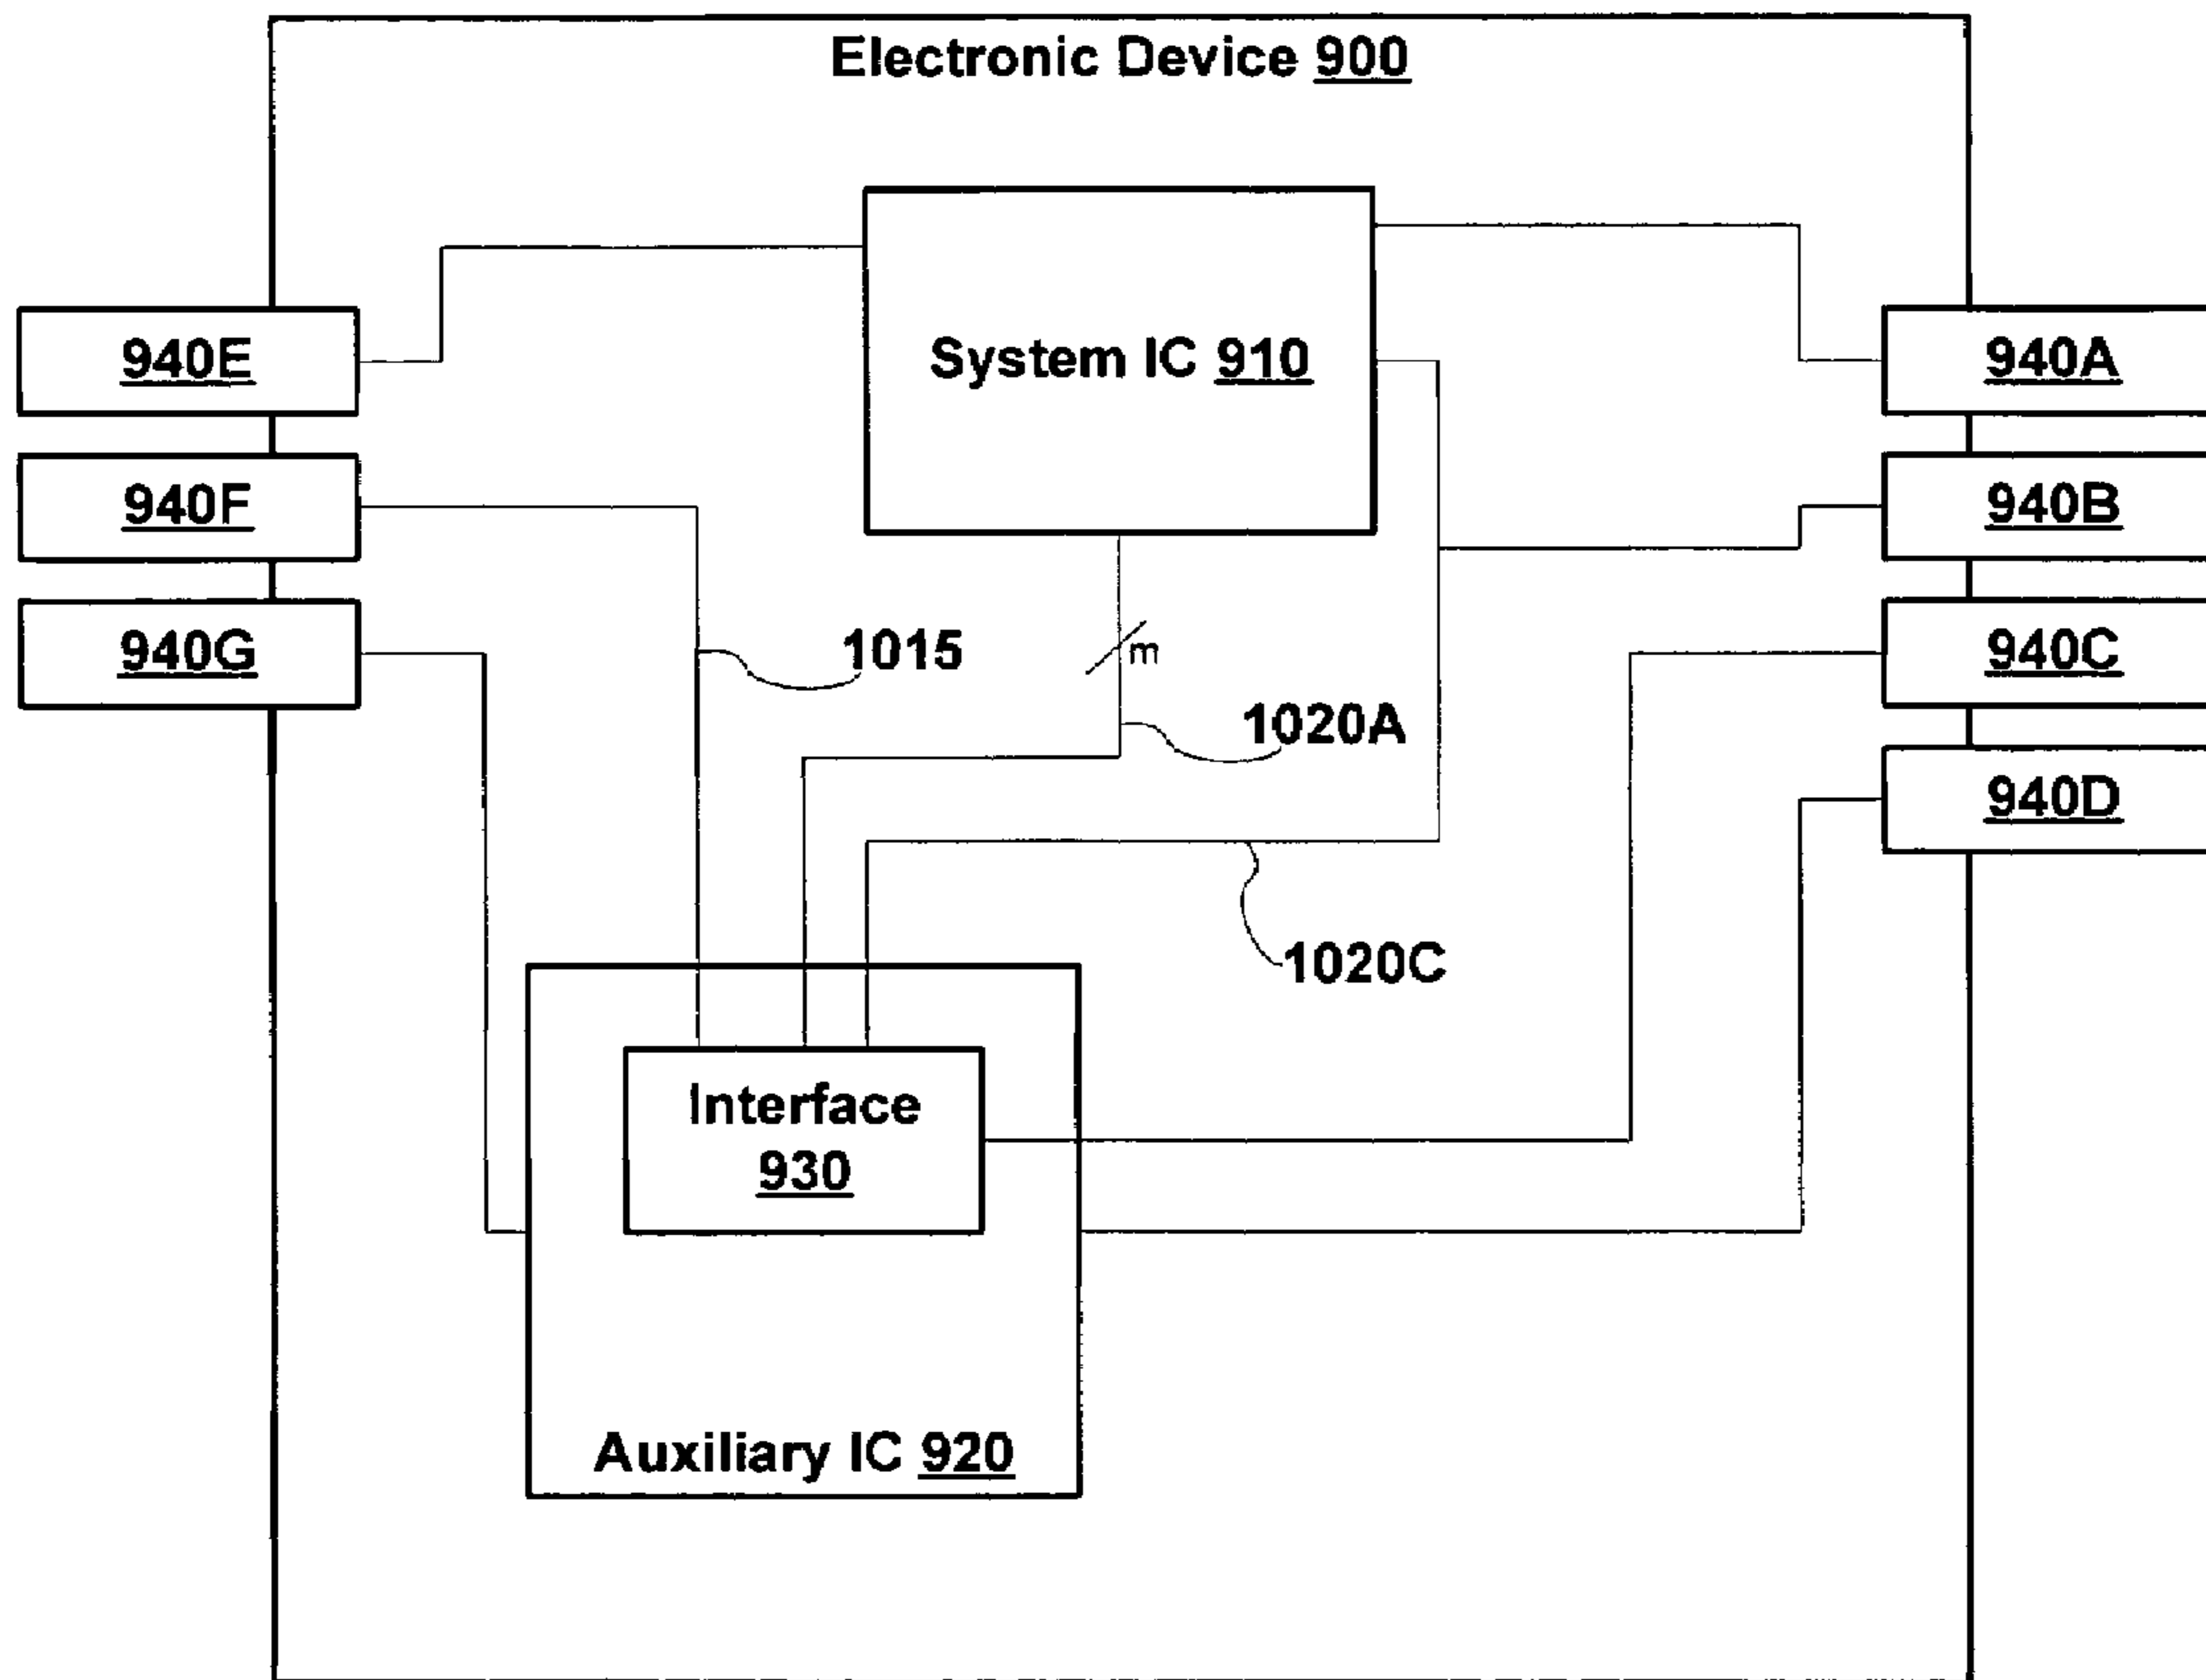 Electronic Device 900
System IC 910
940E
940A
940F
940B
940G
1015
m
940C
1020A
940D
1020C
Interface
930
Auxiliary IC 920